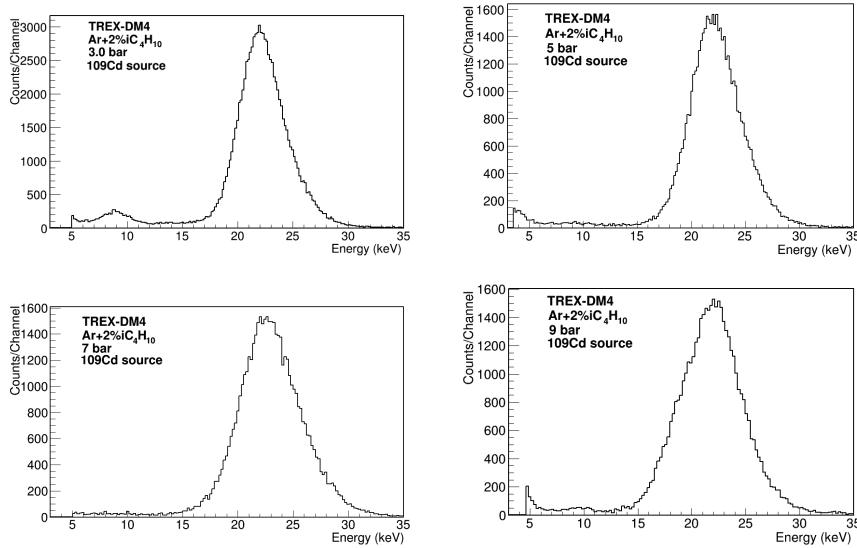 Counts/Channel
3000
2500
2000
1500
1000
500
0
TREX-DM4
Ar+2%iC4H10
3.0 bar
109Cd source
5 10 15 20 25 30 35
Energy (keV)
Counts/Channel
1600
1400
1200
1000
800
600
400
200
0
TREX-DM4
Ar+2%iC4H10
5 bar
109Cd source
5 10 15 20 25 30 35
Energy (keV)
Counts/Channel
1600
1400
1200
1000
800
600
400
200
0
TREX-DM4
Ar+2%iC4H10
7 bar
109Cd source
5 10 15 20 25 30 35
Energy (keV)
Counts/Channel
1600
1400
1200
1000
800
600
400
200
0
TREX-DM4
Ar+2%iC4H10
9 bar
109Cd source
5 10 15 20 25 30 35
Energy (keV)